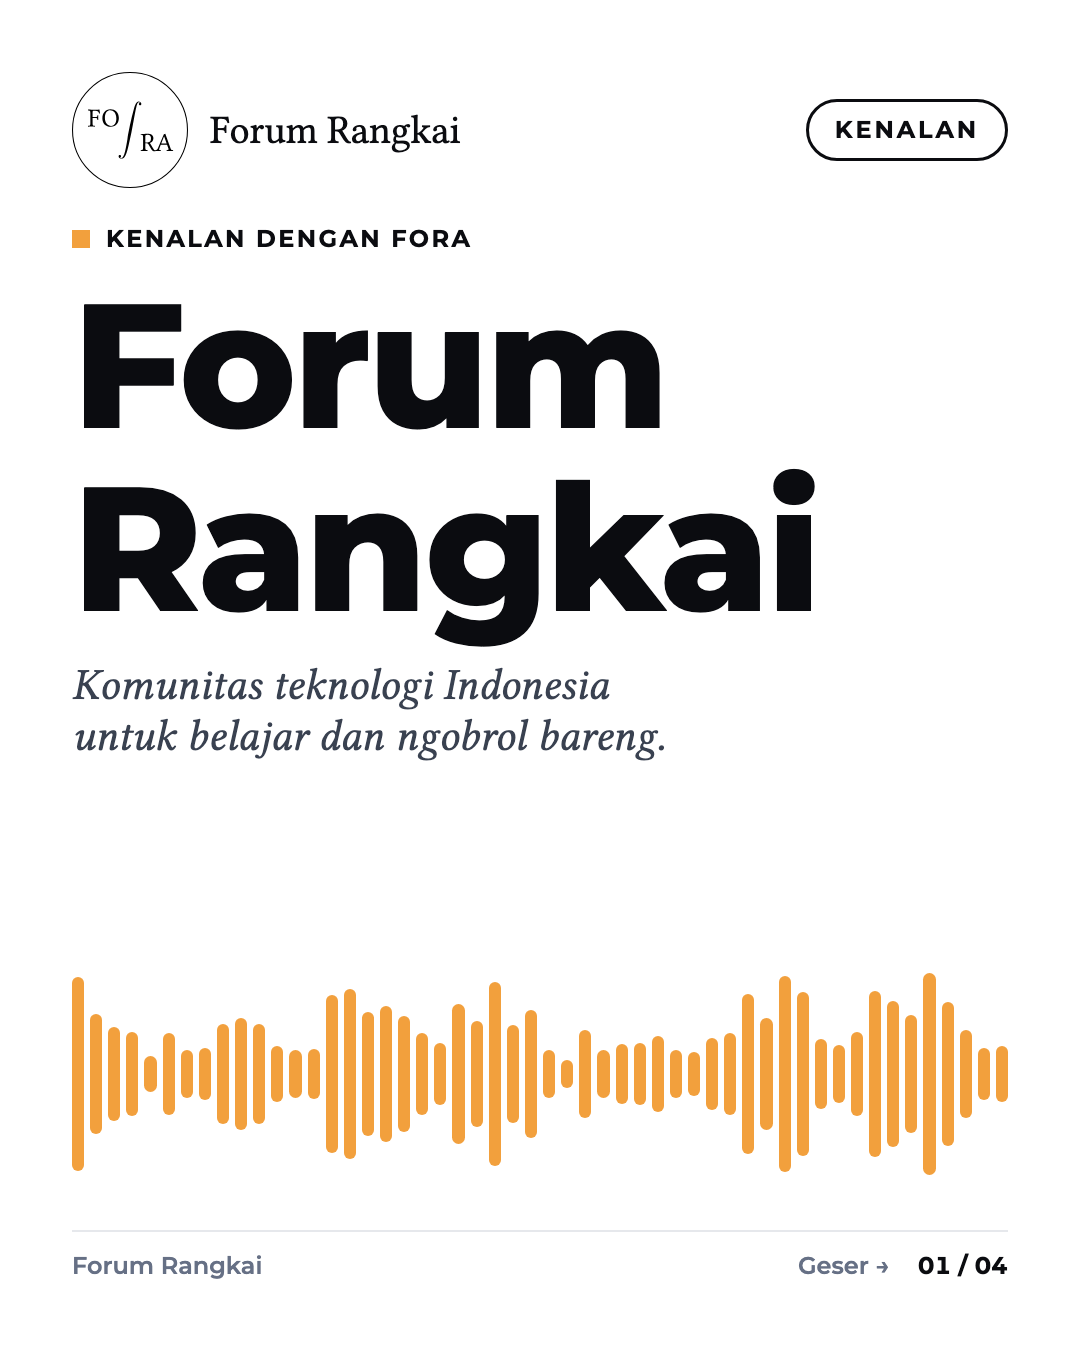 FO
RA
Forum Rangkai
KENALAN
KENALAN DENGAN FORA
Forum
Rangkai
Komunitas teknologi Indonesia
untuk belajar dan ngobrol bareng.
Forum Rangkai
Geser →
01 / 04